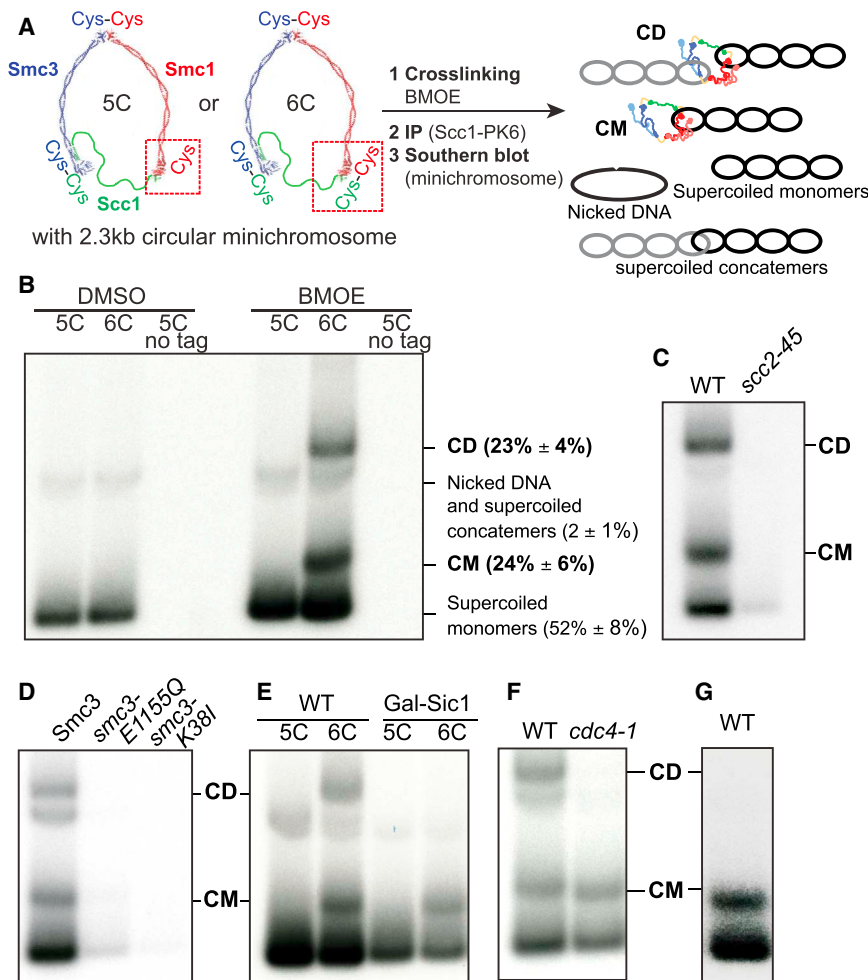 A
Cys-Cys
Cys-Cys
Smc3
Smc1
5C
or
6C
Cys
Cys-Cys
Cys-Cys
Cys-Cys
Scc1
with 2.3kb circular minichromosome
1 Crosslinking
BMOE
2 IP (Scc1-PK6)
3 Southern blot
(minichromosome)
CD
CM
Supercoiled monomers
Nicked DNA
supercoiled concatemers
B
DMSO
BMOE
5C
6C
5C
no tag
5C
6C
5C
no tag
CD (23% ± 4%)
Nicked DNA
and supercoiled
concatemers (2 ± 1%)
CM (24% ± 6%)
Supercoiled
monomers (52% ± 8%)
C
WT
scc2-45
CD
CM
D
Smc3
smc3-
E1155Q
smc3-
K38I
CD
CM
E
WT
Gal-Sic1
5C
6C
5C
6C
F
WT
cdc4-1
CD
CM
G
WT